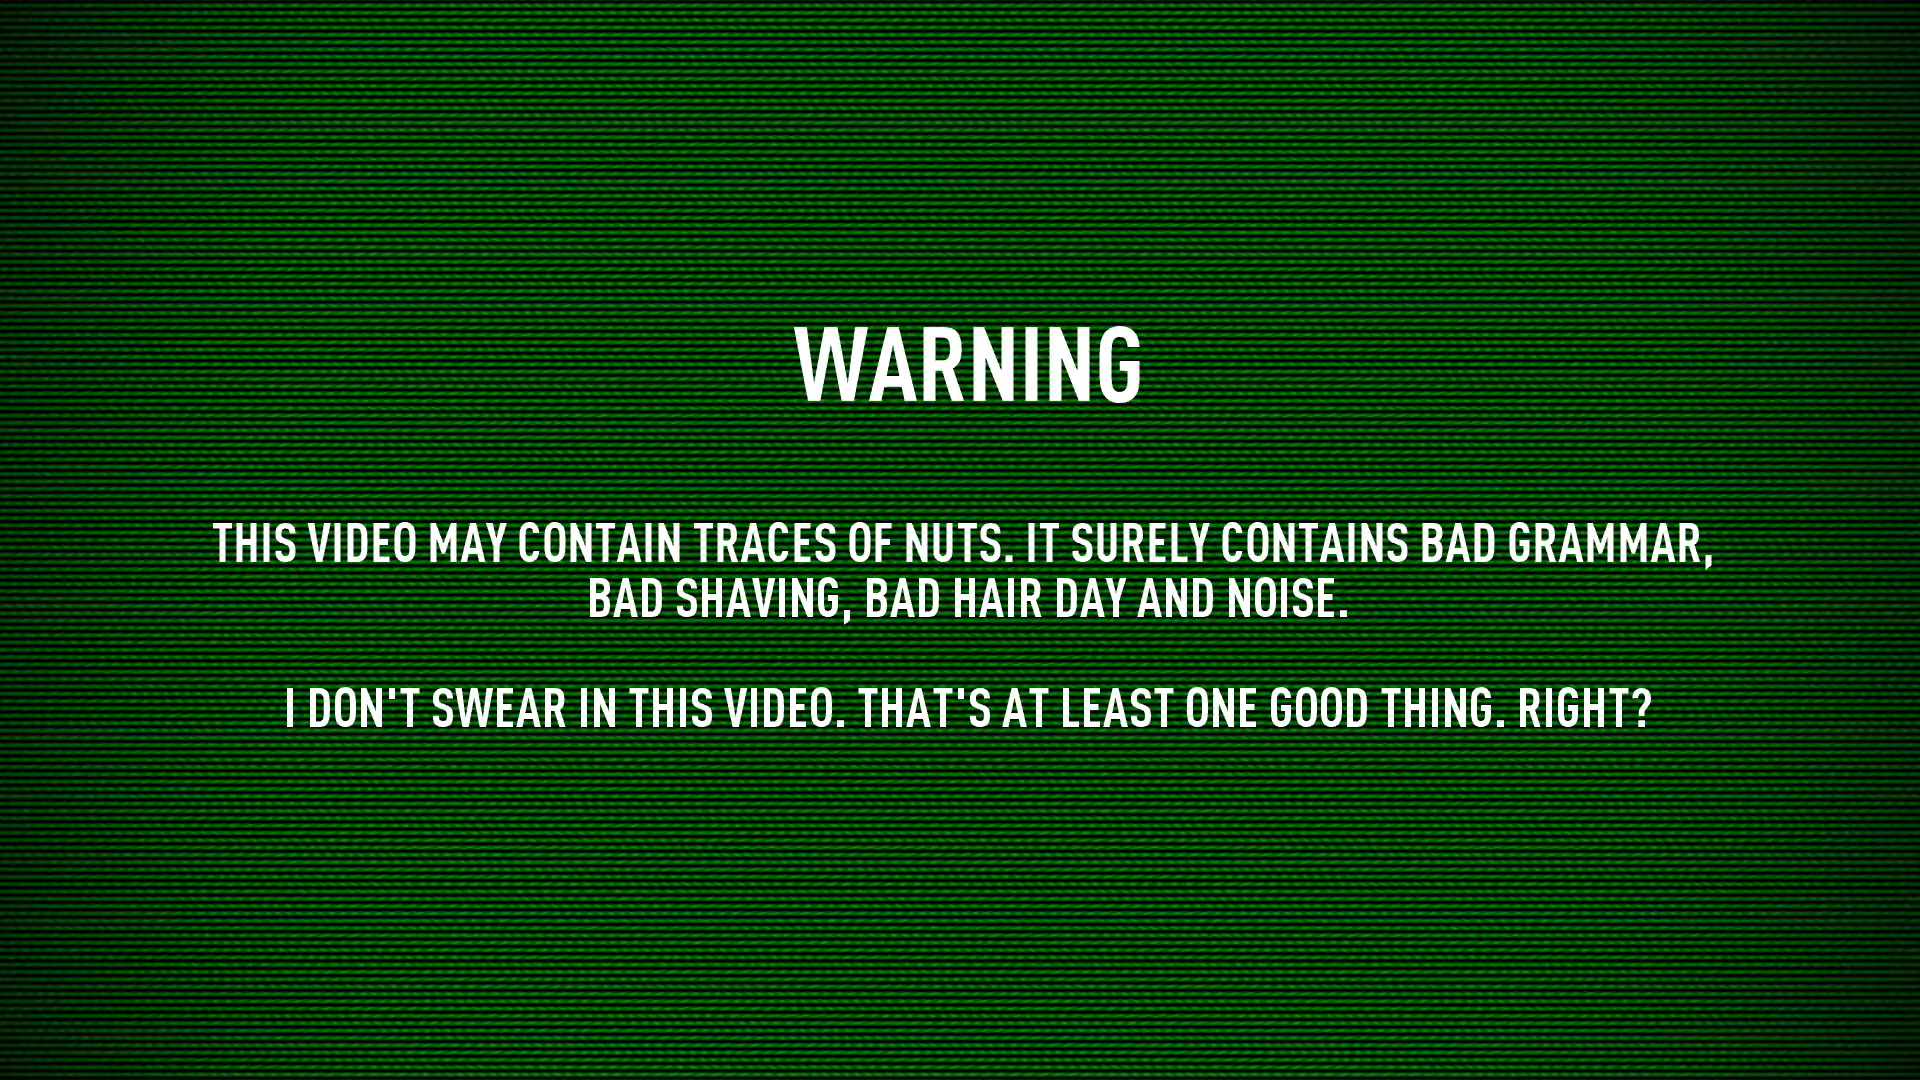 WARNING
THIS VIDEO MAY CONTAIN TRACES OF NUTS. IT SURELY CONTAINS BAD GRAMMAR,
BAD SHAVING, BAD HAIR DAY AND NOISE.
I DON'T SWEAR IN THIS VIDEO. THAT'S AT LEAST ONE GOOD THING. RIGHT?